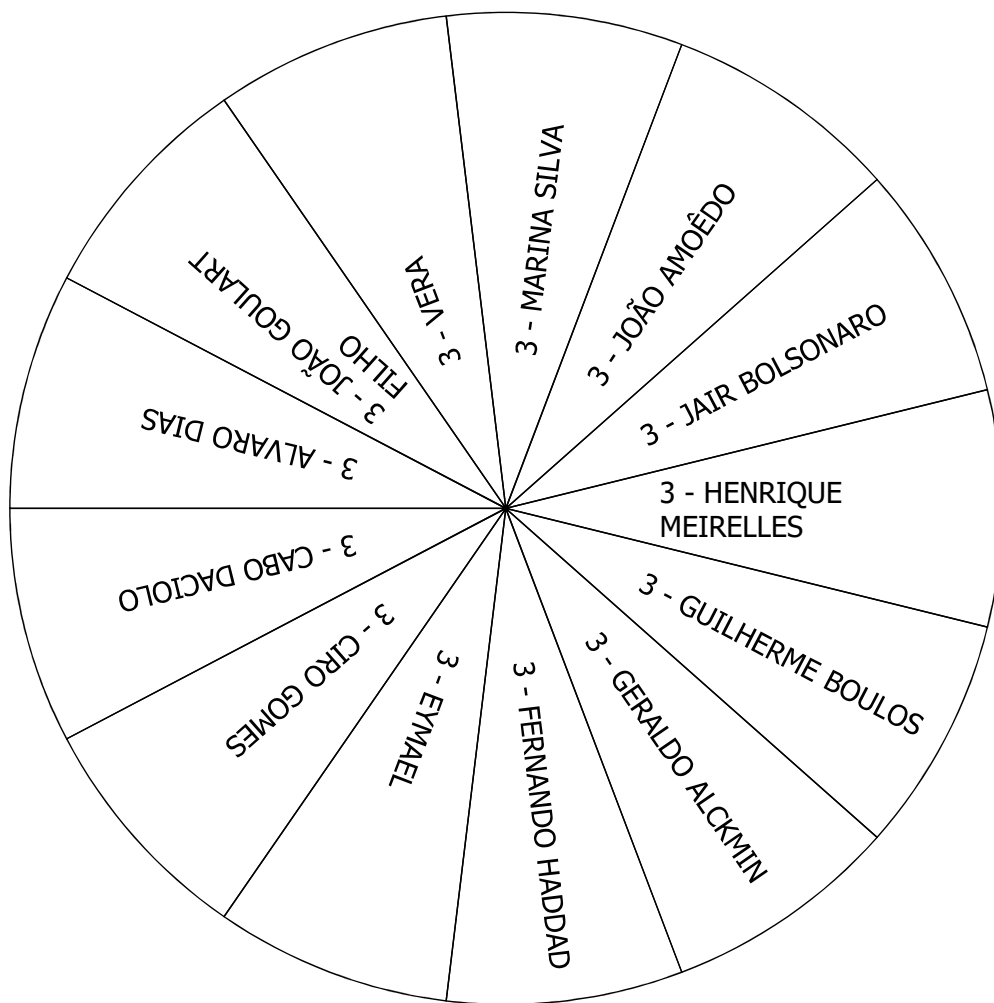 3 - MARINA SILVA
3 - JOÃO AMOÊDO
3 - JAIR BOLSONARO
3 - HENRIQUE
MEIRELLES
3 - GUILHERME BOULOS
3 - GERALDO ALCKMIN
3 - FERNANDO HADDAD
3 - EYMAEL
3 - CIRO GOMES
3 - CABO DACIOLO
3 - ALVARO DIAS
3 - JOÃO GOULART
FILHO
3 - VERA